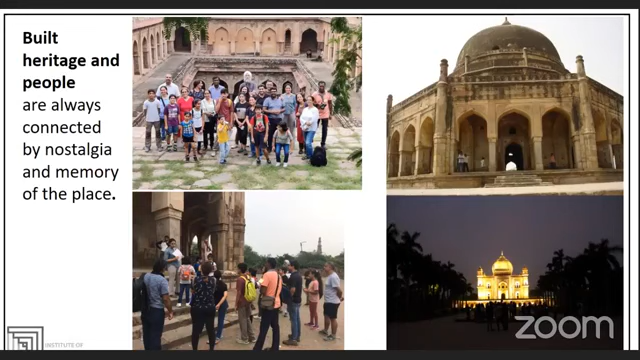 Built
heritage and
people
are always
connected
by nostalgia
and memory
of the place.
zoom
INSTITUTE OF